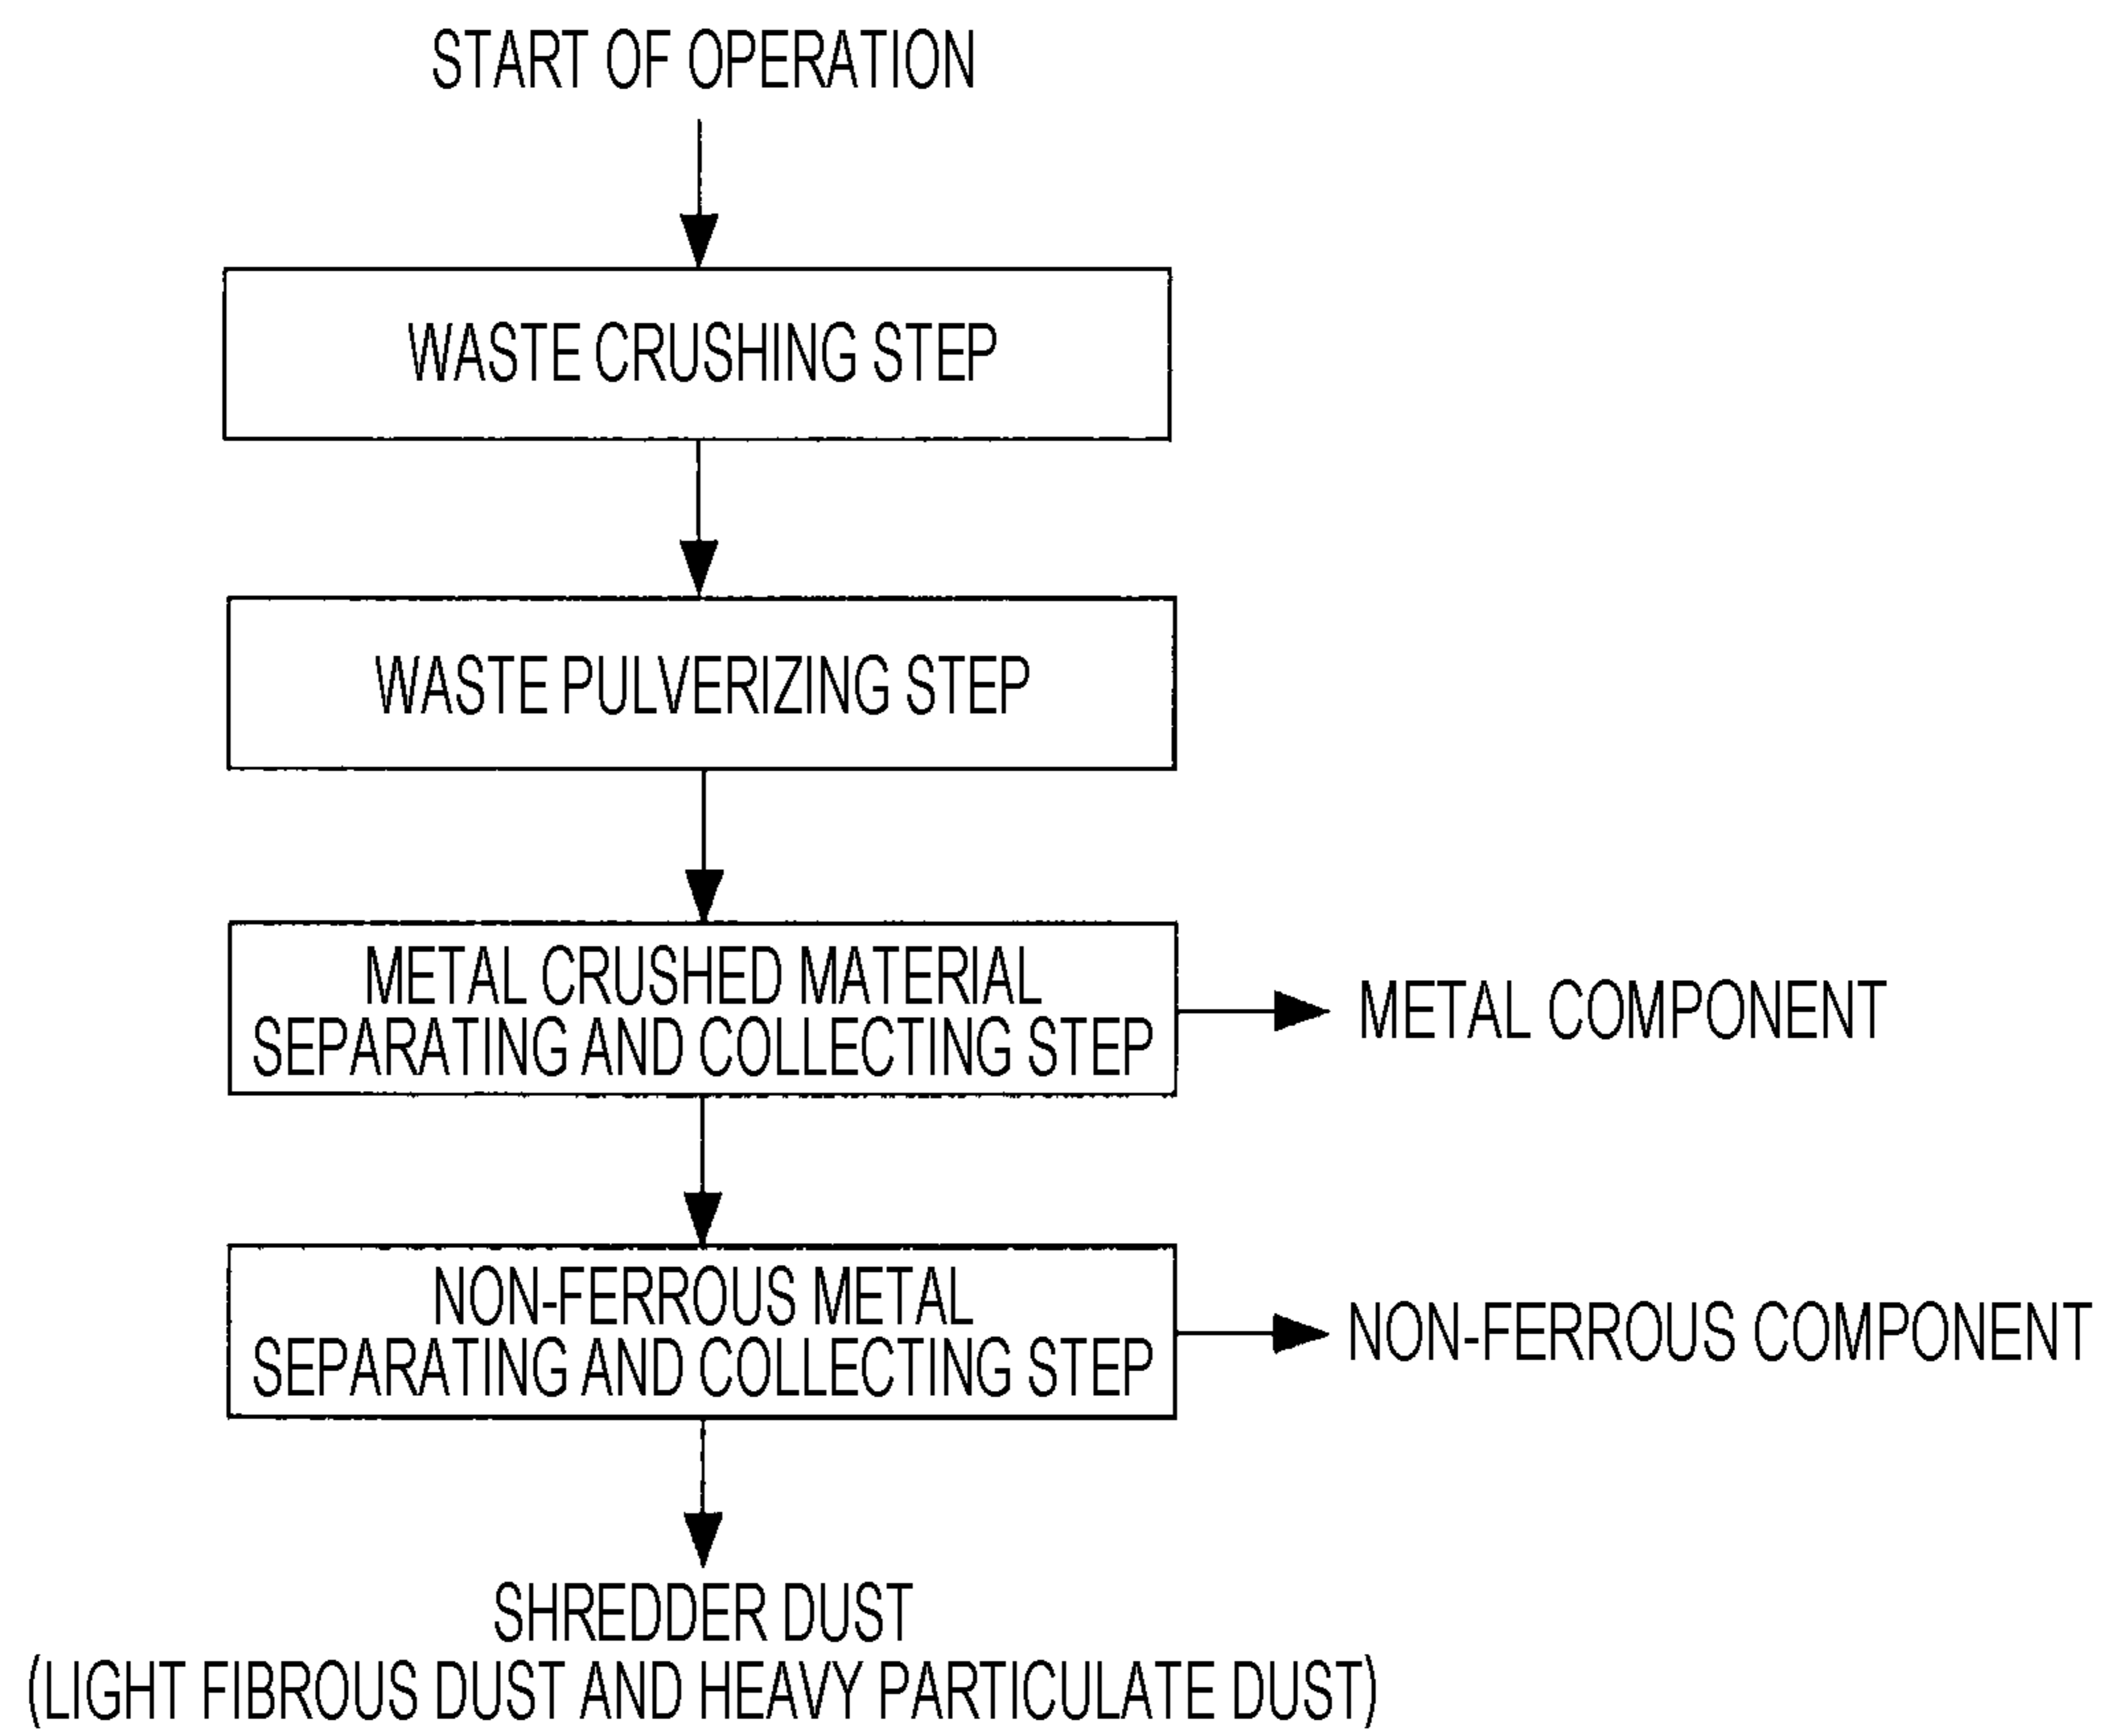 START OF OPERATION
WASTE CRUSHING STEP
WASTE PULVERIZING STEP
METAL CRUSHED MATERIAL
SEPARATING AND COLLECTING STEP
METAL COMPONENT
NON-FERROUS METAL
SEPARATING AND COLLECTING STEP
NON-FERROUS COMPONENT
SHREDDER DUST
(LIGHT FIBROUS DUST AND HEAVY PARTICULATE DUST)